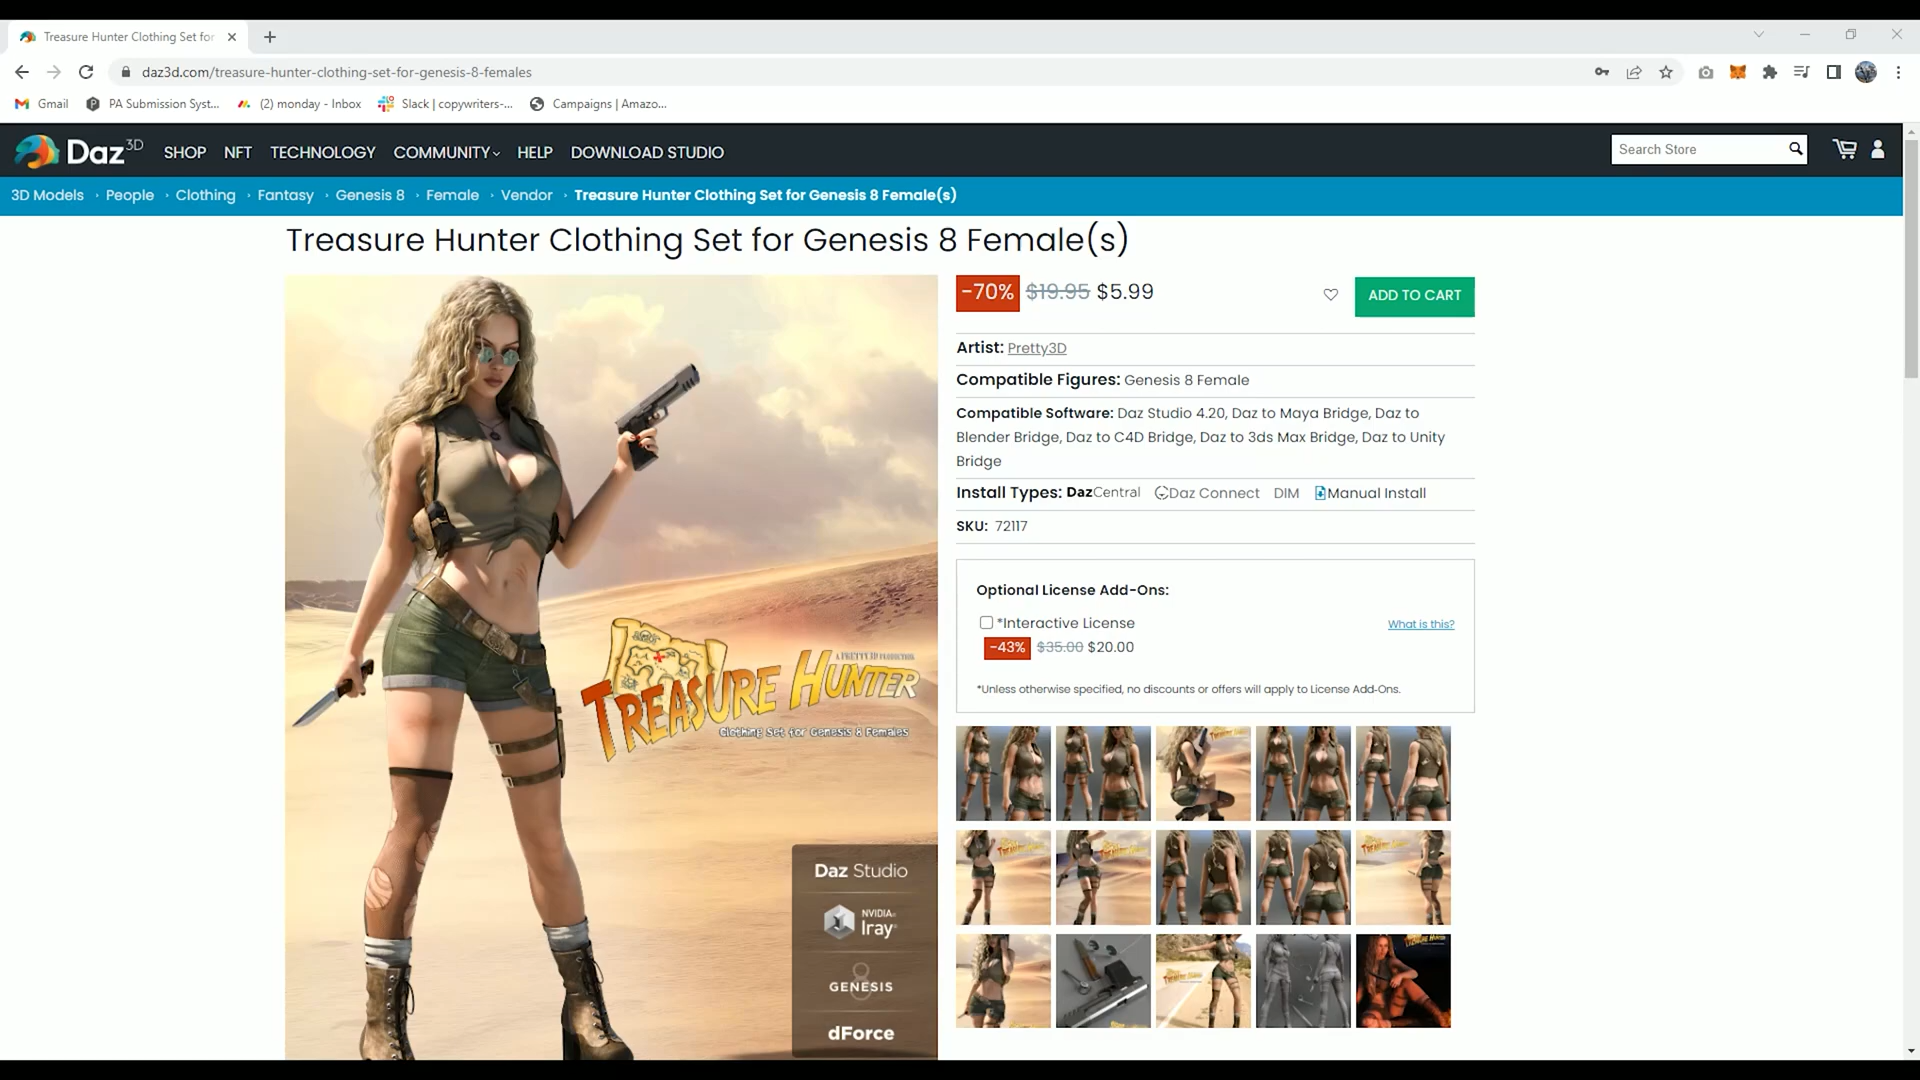 Treasure Hunter Clothing Set for
daz3d.com/treasure-hunter-clothing-set-for-genesis-8-females
Gmail
PA Submission Syst...
(2) monday - Inbox
Slack | copywriters-...
Campaigns | Amazo...
Daz 3D
SHOP
NFT
TECHNOLOGY
COMMUNITY
HELP
DOWNLOAD STUDIO
Search Store
3D Models
People
Clothing
Fantasy
Genesis 8
Female
Vendor
Treasure Hunter Clothing Set for Genesis 8 Female(s)
Treasure Hunter Clothing Set for Genesis 8 Female(s)
A PRETTY3D PRODUCTION
TREASURE HUNTER
Clothing Set for Genesis 8 Females
Daz Studio
NVIDIA
Iray
8
GENESIS
dForce
-70% $19.95 $5.99
ADD TO CART
Artist: Pretty3D
Compatible Figures: Genesis 8 Female
Compatible Software: Daz Studio 4.20, Daz to Maya Bridge, Daz to
Blender Bridge, Daz to C4D Bridge, Daz to 3ds Max Bridge, Daz to Unity
Bridge
Install Types: DazCentral Daz Connect DIM Manual Install
SKU: 72117
Optional License Add-Ons:
*Interactive License
What is this?
-43% $35.00 $20.00
*Unless otherwise specified, no discounts or offers will apply to License Add-Ons.